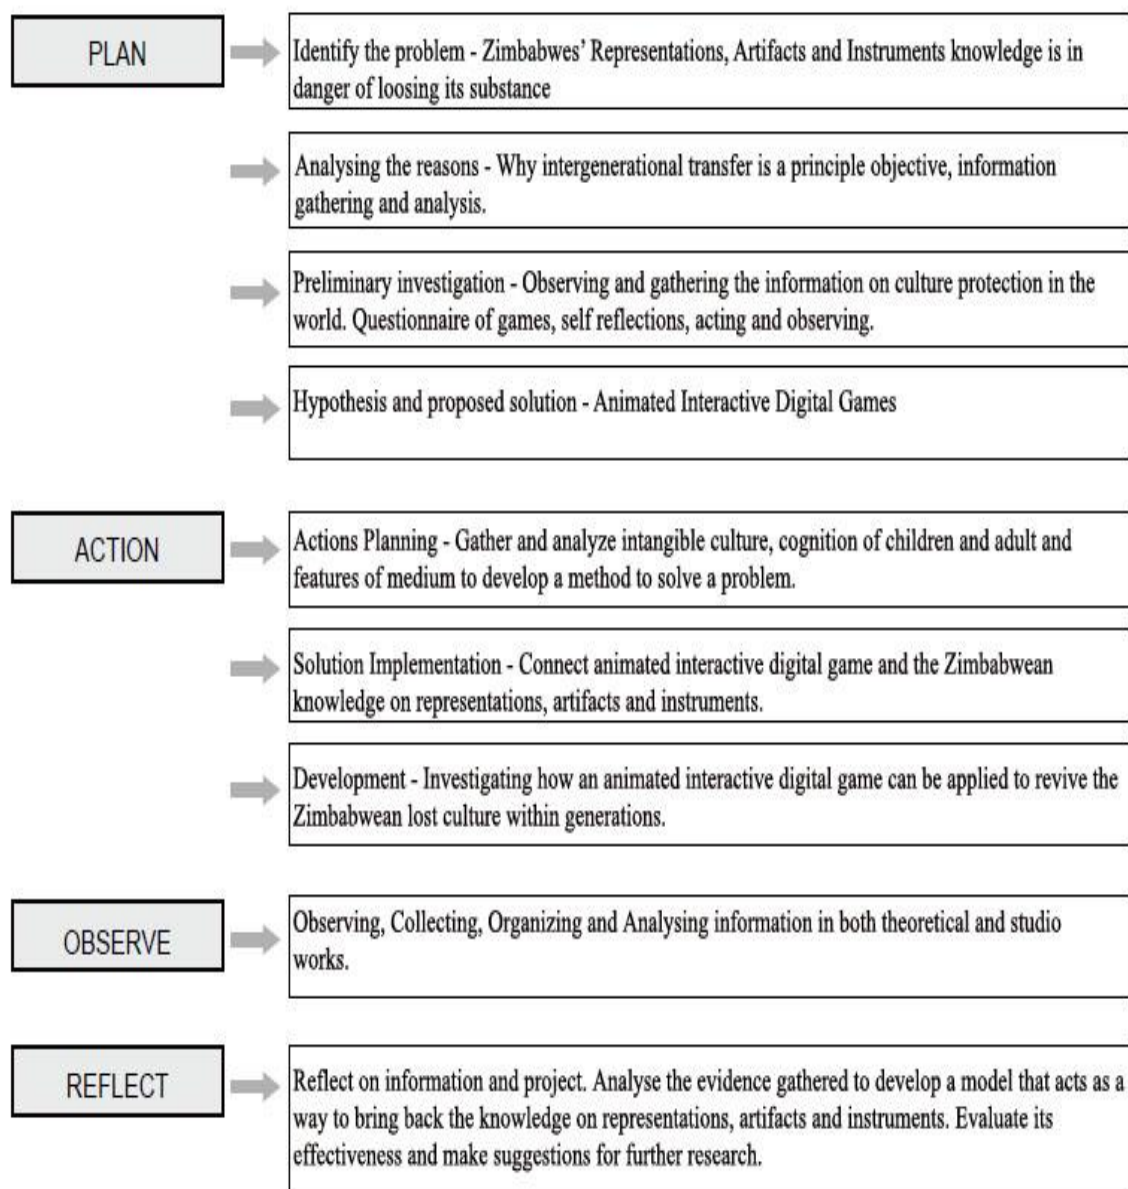 PLAN
Identify the problem - Zimbabwes’ Representations, Artifacts and Instruments knowledge is in
danger of loosing its substance
Analysing the reasons - Why intergenerational transfer is a principle objective, information
gathering and analysis.
Preliminary investigation - Observing and gathering the information on culture protection in the
world. Questionnaire of games, self reflections, acting and observing.
Hypothesis and proposed solution - Animated Interactive Digital Games
ACTION
Actions Planning - Gather and analyze intangible culture, cognition of children and adult and
features of medium to develop a method to solve a problem.
Solution Implementation - Connect animated interactive digital game and the Zimbabwean
knowledge on representations, artifacts and instruments.
Development - Investigating how an animated interactive digital game can be applied to revive the
Zimbabwean lost culture within generations.
OBSERVE
Observing, Collecting, Organizing and Analysing information in both theoretical and studio
works.
REFLECT
Reflect on information and project. Analyse the evidence gathered to develop a model that acts as a
way to bring back the knowledge on representations, artifacts and instruments. Evaluate its
effectiveness and make suggestions for further research.